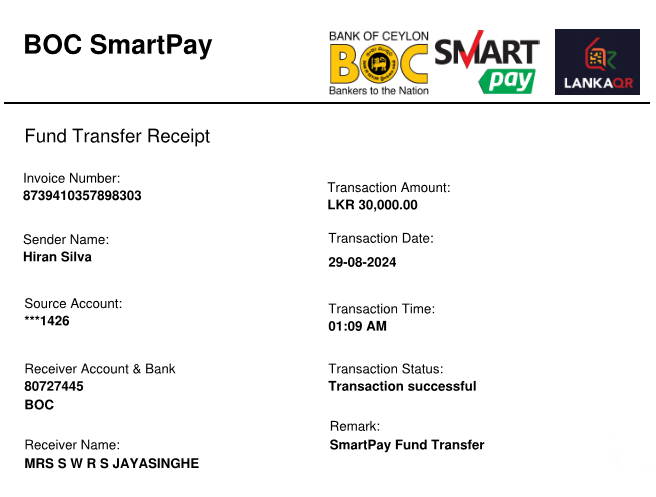 BOC SmartPay
BANK OF CEYLON
BOC
Bankers to the Nation
SMART
pay
LANKAQR
Fund Transfer Receipt
Invoice Number:
8739410357898303
Transaction Amount:
LKR 30,000.00
Sender Name:
Hiran Silva
Transaction Date:
29-08-2024
Source Account:
***1426
Transaction Time:
01:09 AM
Receiver Account & Bank
80727445
BOC
Transaction Status:
Transaction successful
Receiver Name:
MRS S W R S JAYASINGHE
Remark:
SmartPay Fund Transfer